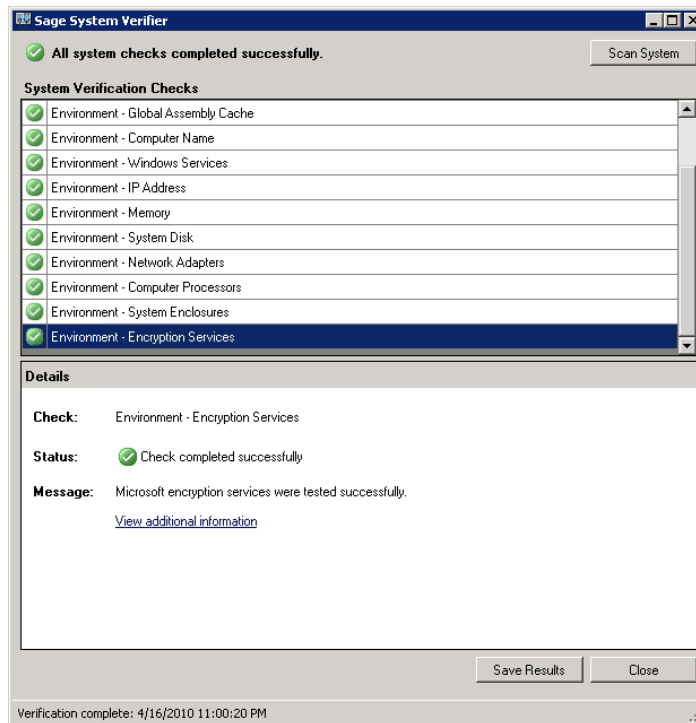 Sage System Verifier
All system checks completed successfully.
Scan System
System Verification Checks
Environment - Global Assembly Cache
Environment - Computer Name
Environment - Windows Services
Environment - IP Address
Environment - Memory
Environment - System Disk
Environment - Network Adapters
Environment - Computer Processors
Environment - System Enclosures
Environment - Encryption Services
Details
Check: Environment - Encryption Services
Status: Check completed successfully
Message: Microsoft encryption services were tested successfully.
View additional information
Save Results Close
Verification complete: 4/16/2010 11:00:20 PM